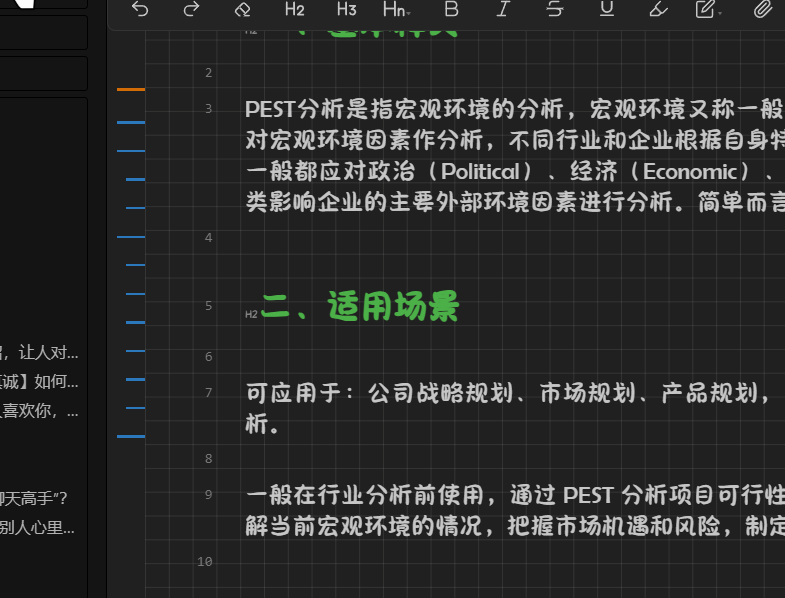 H2 H3 Hn B I S U
2
3 PEST分析是指宏观环境的分析，宏观环境又称一般
对宏观环境因素作分析，不同行业和企业根据自身特
一般都应对政治（Political）、经济（Economic）、
类影响企业的主要外部环境因素进行分析。简单而言
4
5 H2 二、适用场景
6
7 可应用于：公司战略规划、市场规划、产品规划，
析。
8
9 一般在行业分析前使用，通过 PEST 分析项目可行性
解当前宏观环境的情况，把握市场机遇和风险，制定
10
，让人对...
诚】如何...
喜欢你，...
聊天高手”？
别人心里...